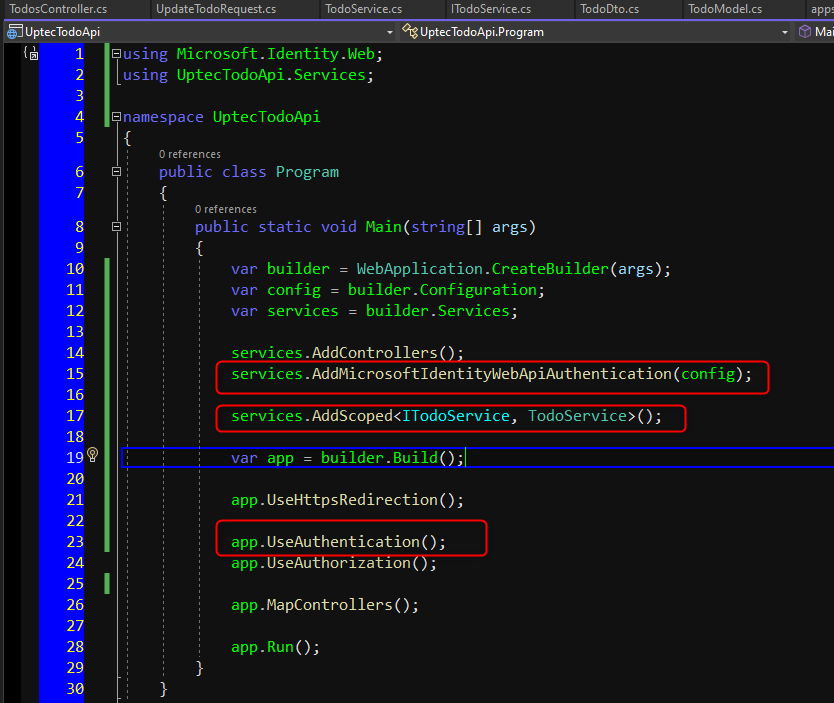 TodosController.cs UpdateTodoRequest.cs TodoService.cs ITodoService.cs TodoDto.cs TodoModel.cs apps
UptecTodoApi UptecTodoApi.Program Mai
1 using Microsoft.Identity.Web;
2 using UptecTodoApi.Services;
3
4 namespace UptecTodoApi
5 {
0 references
6 public class Program
7 {
0 references
8 public static void Main(string[] args)
9 {
10 var builder = WebApplication.CreateBuilder(args);
11 var config = builder.Configuration;
12 var services = builder.Services;
13
14 services.AddControllers();
15 services.AddMicrosoftIdentityWebApiAuthentication(config);
16
17 services.AddScoped<ITodoService, TodoService>();
18
19 var app = builder.Build();
20
21 app.UseHttpsRedirection();
22
23 app.UseAuthentication();
24 app.UseAuthorization();
25
26 app.MapControllers();
27
28 app.Run();
29 }
30 }